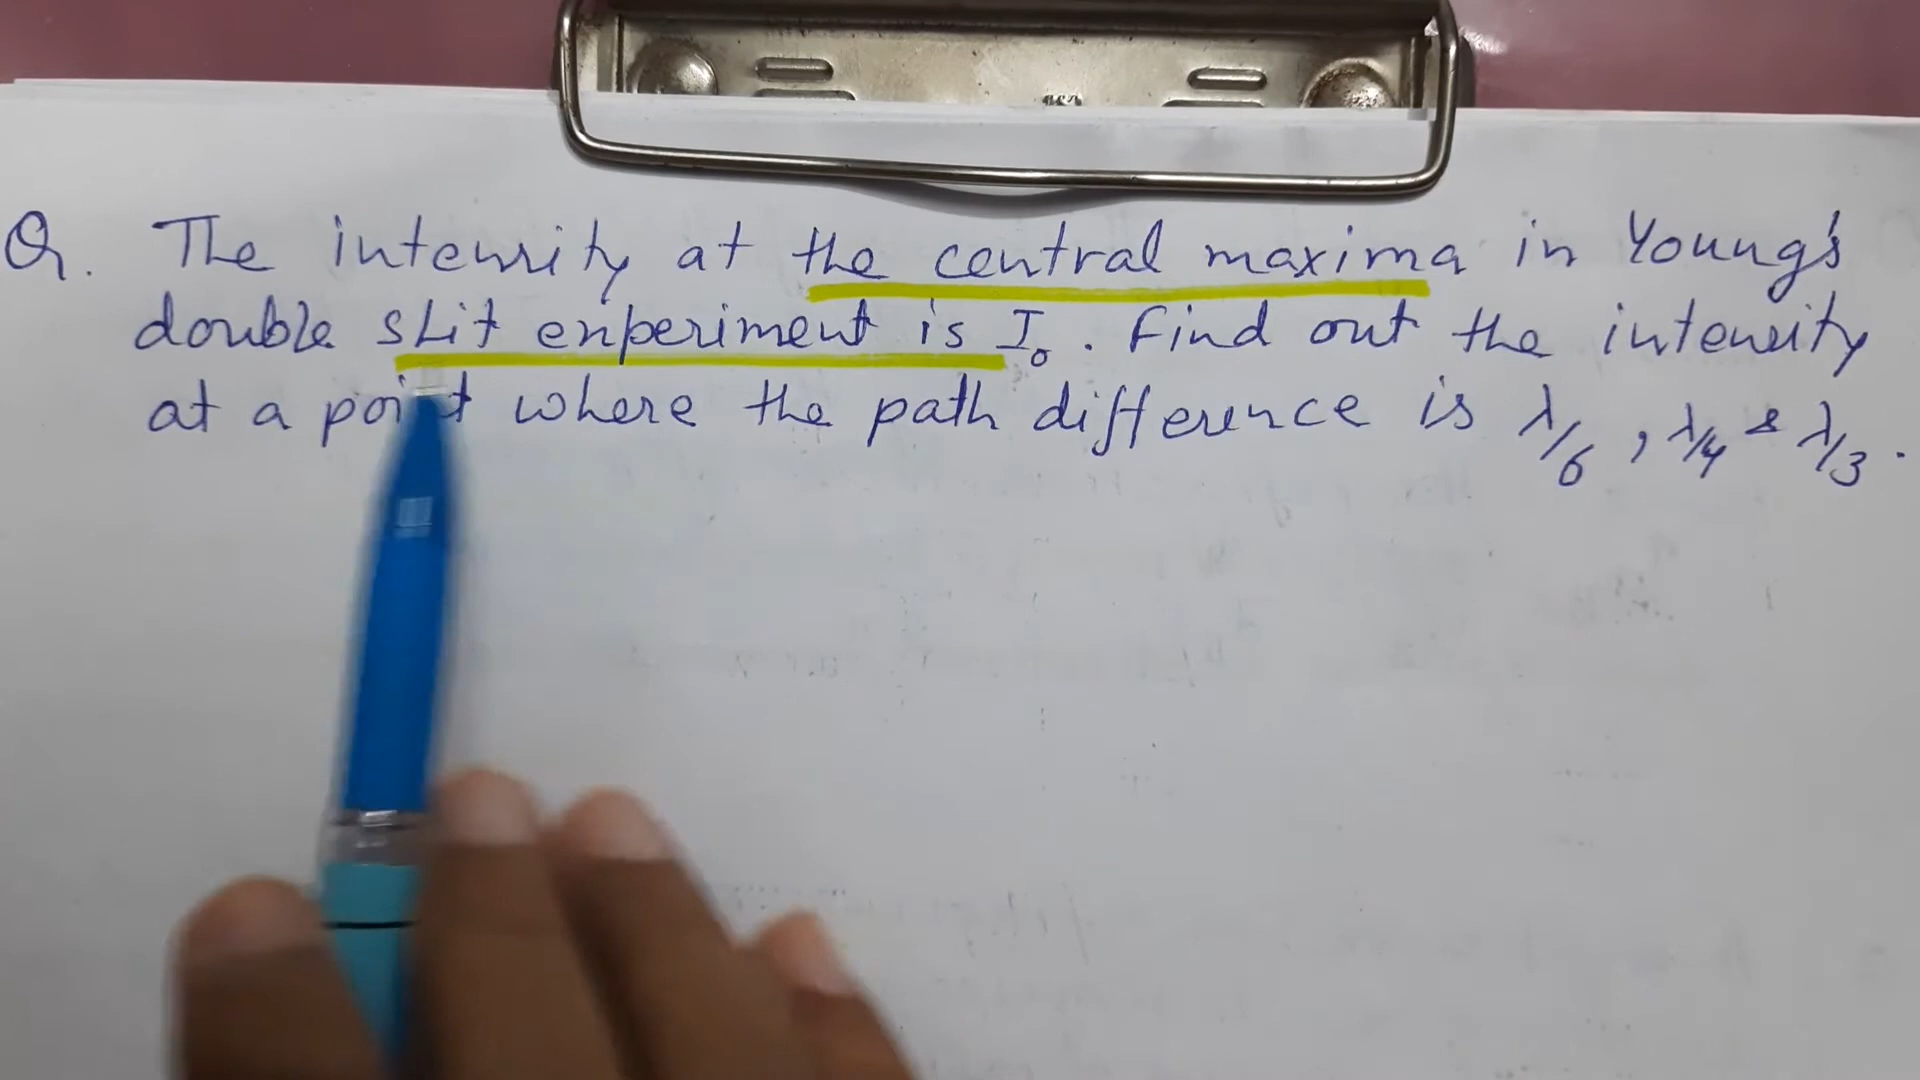 Q. The intensity at the central maxima in Young's
double slit experiment is I₀. Find out the intensity
at a point where the path difference is λ/6, λ/4 & λ/3.